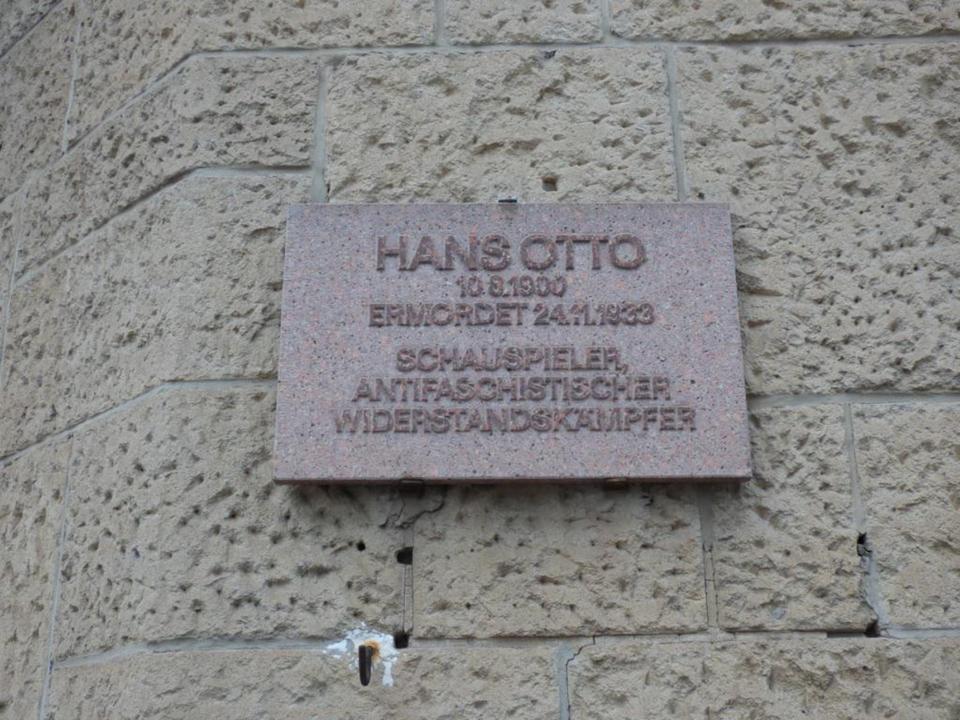 HANS OTTO
10.8.1900
ERMORDET 24.11.1933
SCHAUSPIELER,
ANTIFASCHISTISCHER
WIDERSTANDSKÄMPFER